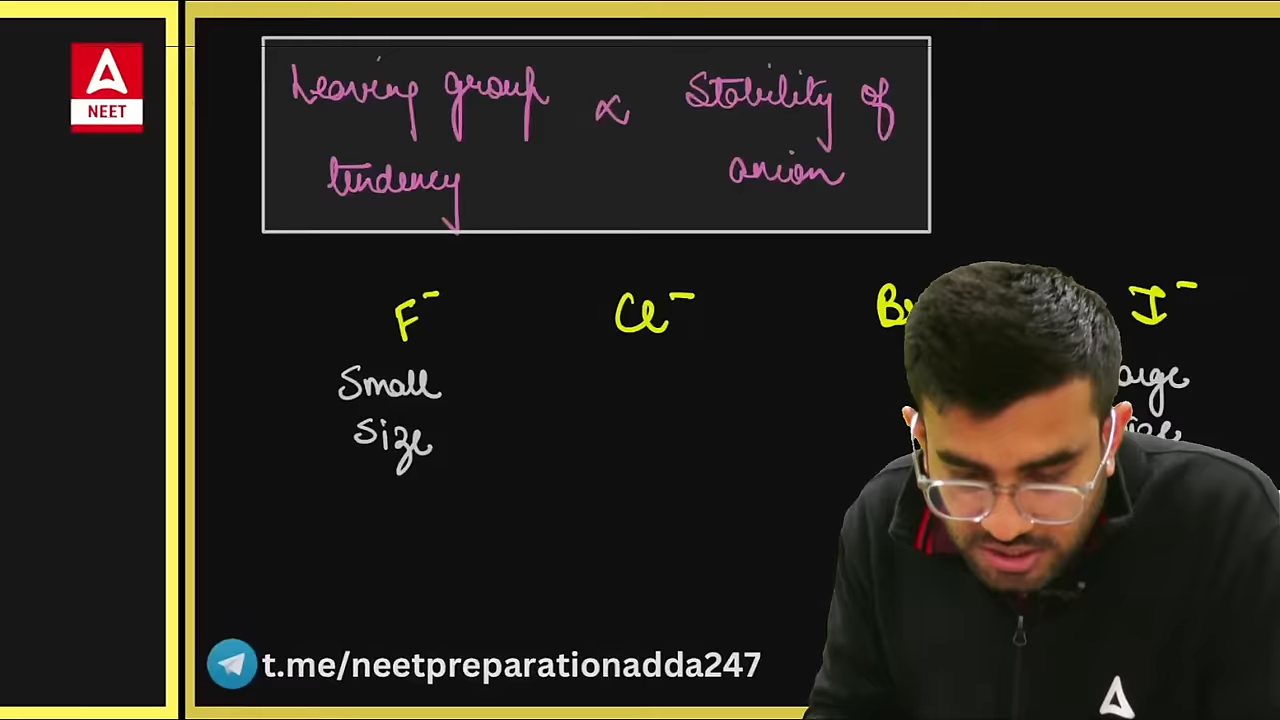 NEET
Leaving group ∝ Stability of
tendency anion
F⁻ Cl⁻ I⁻
Small
Size
t.me/neetpreparationadda247